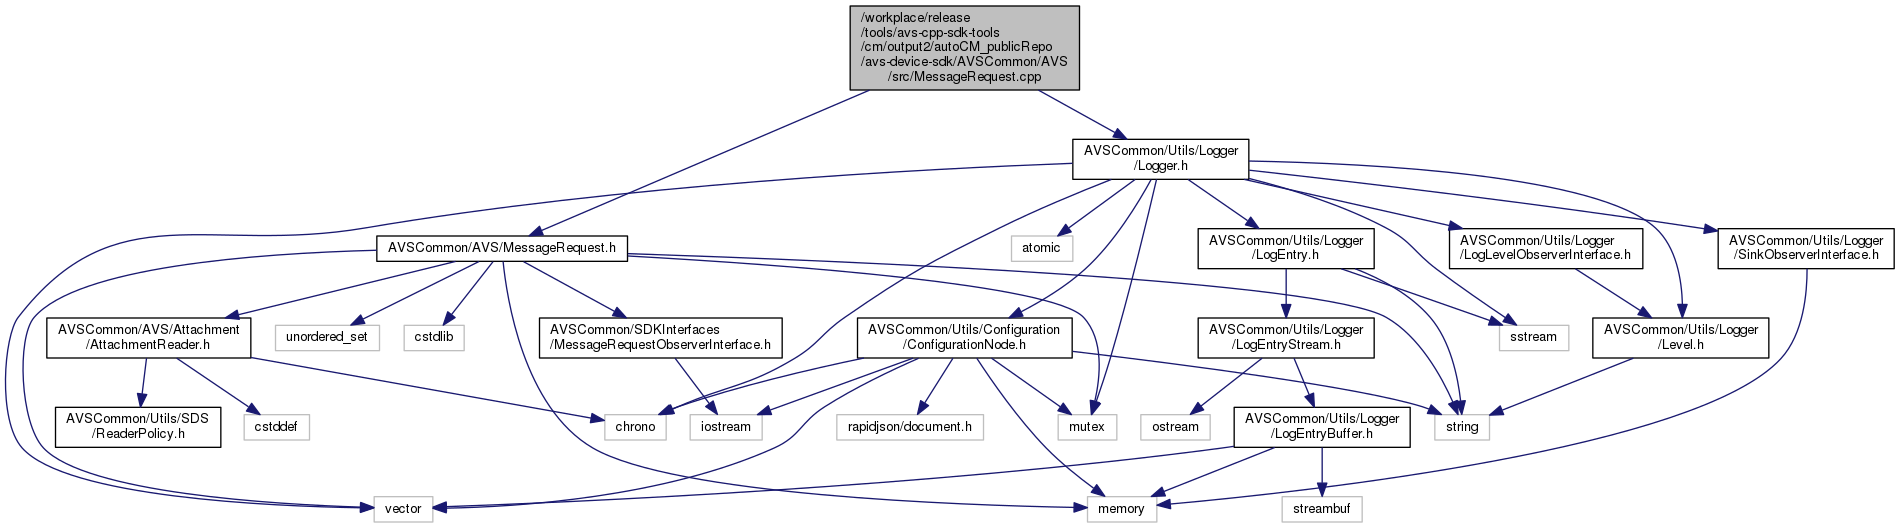 /workplace/release
/tools/avs-cpp-sdk-tools
/cm/output2/autoCM_publicRepo
/avs-device-sdk/AVSCommon/AVS
/src/MessageRequest.cpp
AVSCommon/Utils/Logger
/Logger.h
AVSCommon/AVS/MessageRequest.h
atomic
AVSCommon/Utils/Logger
/LogEntry.h
AVSCommon/Utils/Logger
/LogLevelObserverInterface.h
AVSCommon/Utils/Logger
/SinkObserverInterface.h
AVSCommon/AVS/Attachment
/AttachmentReader.h
unordered_set
cstdlib
AVSCommon/SDKInterfaces
/MessageRequestObserverInterface.h
AVSCommon/Utils/Configuration
/ConfigurationNode.h
AVSCommon/Utils/Logger
/LogEntryStream.h
sstream
AVSCommon/Utils/Logger
/Level.h
AVSCommon/Utils/SDS
/ReaderPolicy.h
cstddef
chrono
iostream
rapidjson/document.h
mutex
ostream
AVSCommon/Utils/Logger
/LogEntryBuffer.h
string
vector
memory
streambuf